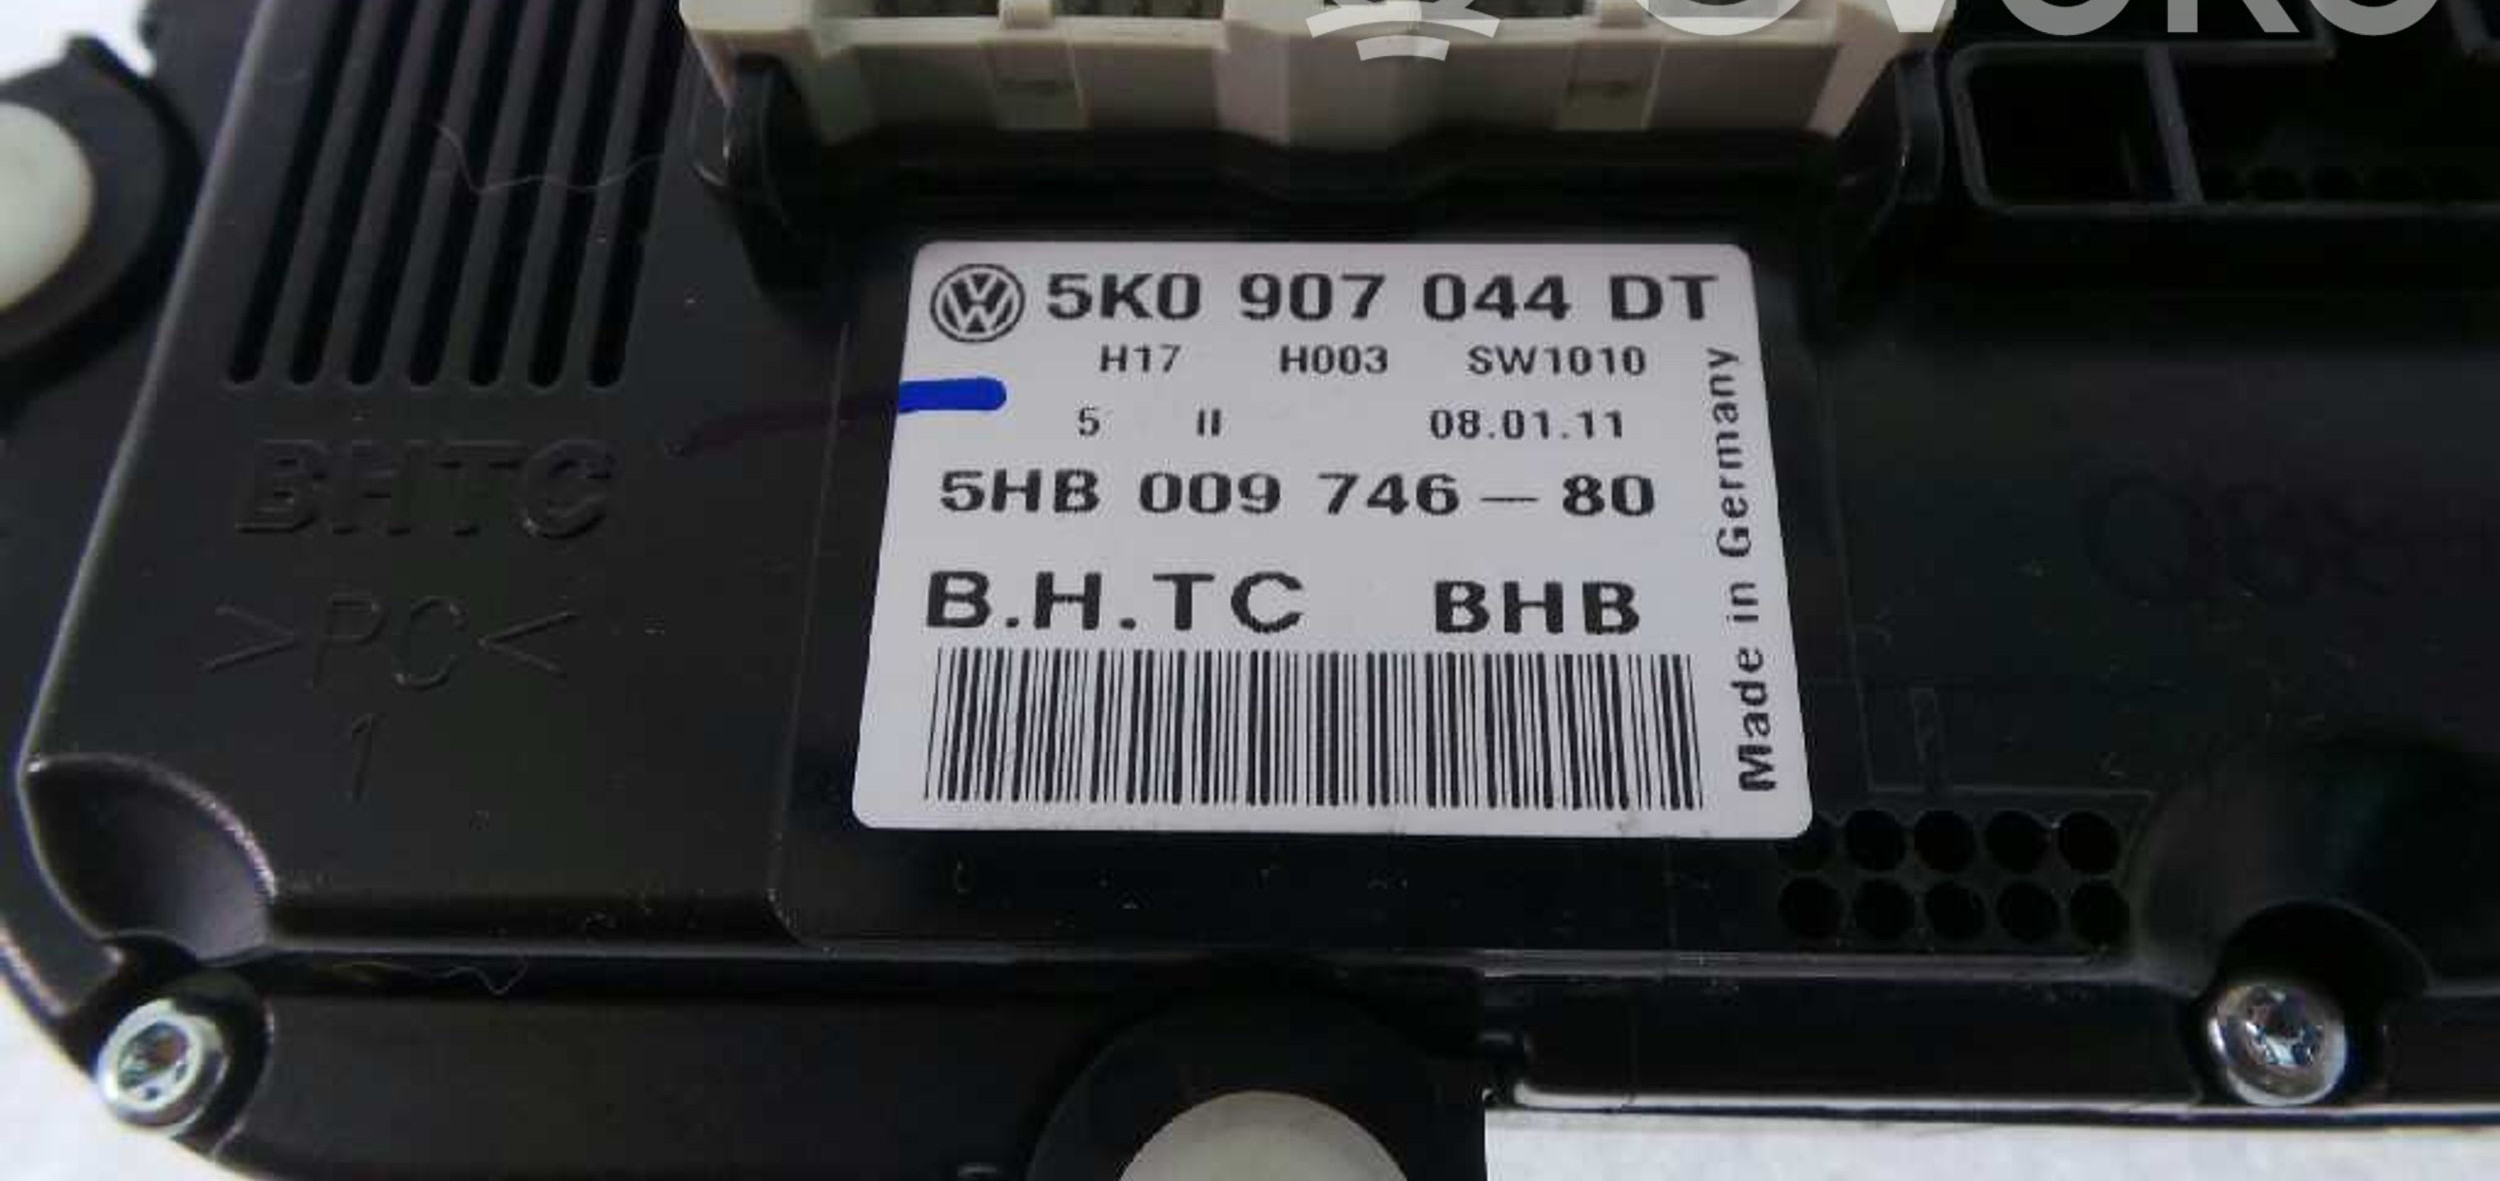 5K0 907 044 DT
H17 H003 SW1010
5 II 08.01.11
5HB 009 746 — 80
B.H.TC BHB
Made in Germany
BHTC
>PC<
1